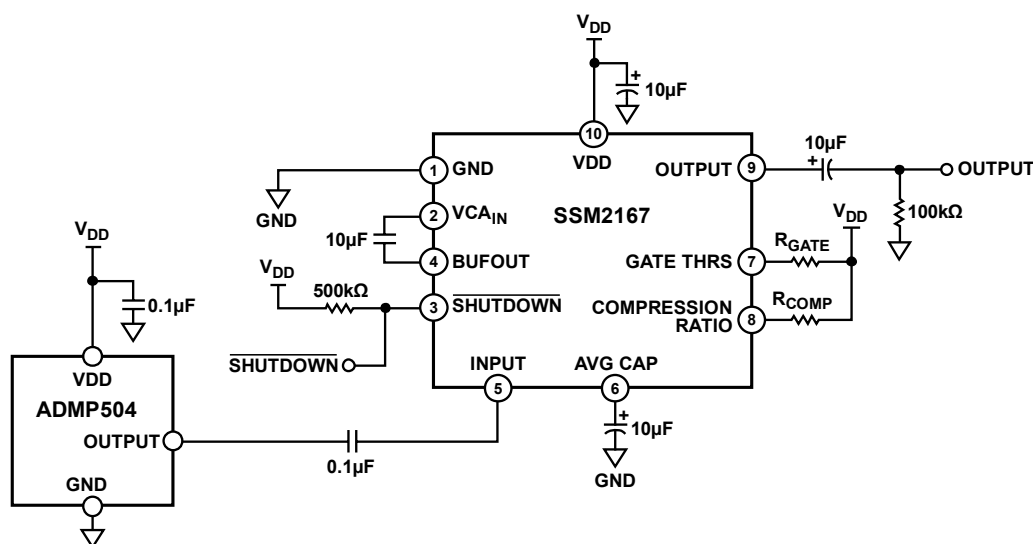 VDD
10µF
10
VDD
1
GND
GND
2
VCAIN
10µF
4
BUFOUT
VDD
500kΩ
3
SHUTDOWN
SHUTDOWN
SSM2167
OUTPUT
9
10µF
OUTPUT
100kΩ
VDD
GATE THRS
7
RGATE
COMPRESSION
RATIO
8
RCOMP
INPUT
5
AVG CAP
6
10µF
GND
VDD
0.1µF
VDD
ADMP504
OUTPUT
GND
0.1µF